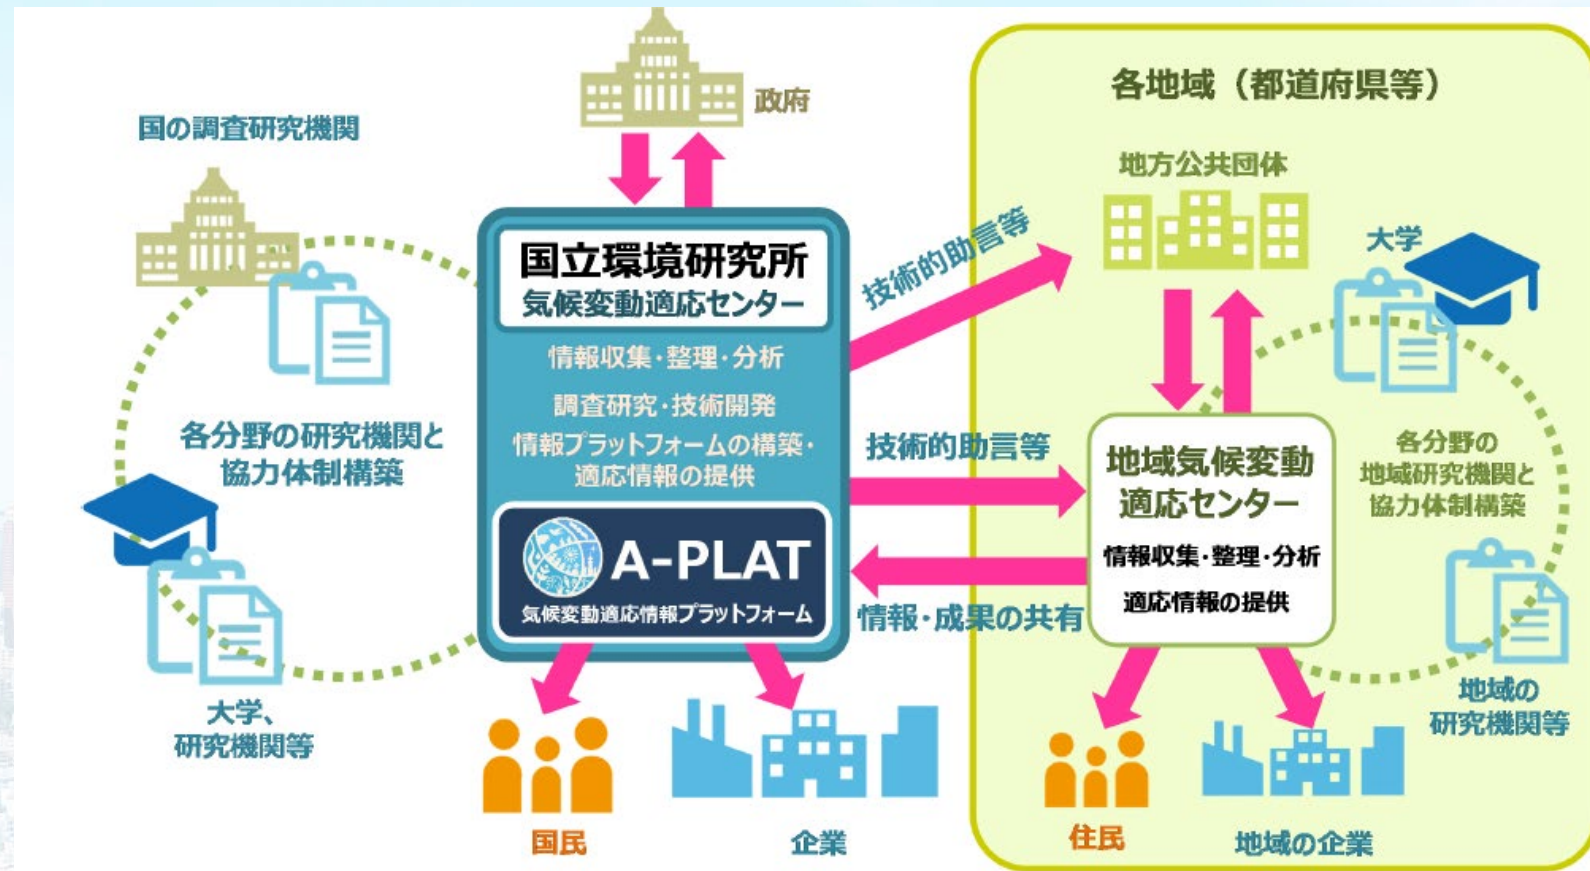 政府
国の調査研究機関
国立環境研究所
気候変動適応センター
情報収集・整理・分析
調査研究・技術開発
情報プラットフォームの構築・
適応情報の提供
A-PLAT
気候変動適応情報プラットフォーム
各分野の研究機関と
協力体制構築
大学、
研究機関等
国民
企業
技術的助言等
技術的助言等
情報・成果の共有
各地域（都道府県等）
地方公共団体
大学
地域気候変動
適応センター
情報収集・整理・分析
適応情報の提供
各分野の
地域研究機関と
協力体制構築
地域の
研究機関等
住民
地域の企業